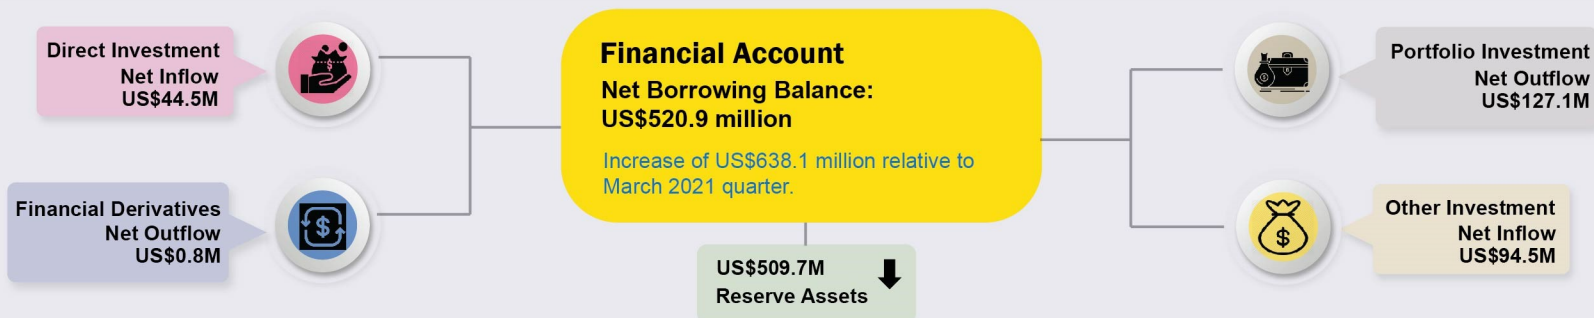 Direct Investment
Net Inflow
US$44.5M
Financial Derivatives
Net Outflow
US$0.8M
Financial Account
Net Borrowing Balance:
US$520.9 million
Increase of US$638.1 million relative to
March 2021 quarter.
US$509.7M
Reserve Assets
Portfolio Investment
Net Outflow
US$127.1M
Other Investment
Net Inflow
US$94.5M